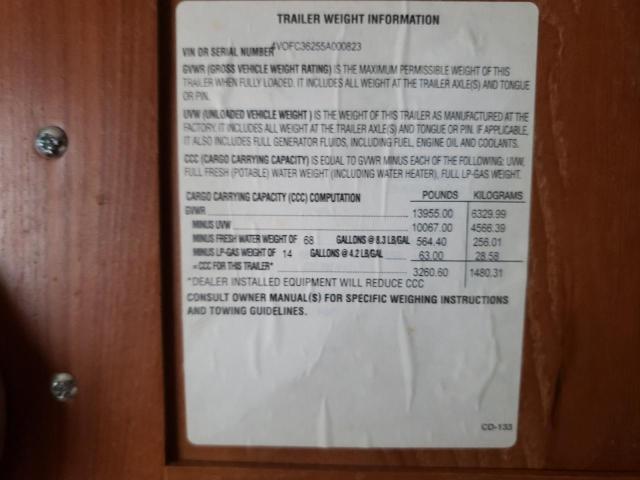 TRAILER WEIGHT INFORMATION
VIN OR SERIAL NUMBER 4VOFC36255A000823
GVWR (GROSS VEHICLE WEIGHT RATING) IS THE MAXIMUM PERMISSIBLE WEIGHT OF THIS
TRAILER WHEN FULLY LOADED. IT INCLUDES ALL WEIGHT AT THE TRAILER AXLE(S) AND TONGUE
OR PIN.
UVW (UNLOADED VEHICLE WEIGHT ) IS THE WEIGHT OF THIS TRAILER AS MANUFACTURED AT THE
FACTORY. IT INCLUDES ALL WEIGHT AT THE TRAILER AXLE(S) AND TONGUE OR PIN. IF APPLICABLE,
IT ALSO INCLUDES FULL GENERATOR FLUIDS, INCLUDING FUEL, ENGINE OIL AND COOLANTS.
CCC (CARGO CARRYING CAPACITY) IS EQUAL TO GVWR MINUS EACH OF THE FOLLOWING: UVW,
FULL FRESH (POTABLE) WATER WEIGHT (INCLUDING WATER HEATER), FULL LP-GAS WEIGHT.
CARGO CARRYING CAPACITY (CCC) COMPUTATION POUNDS KILOGRAMS
GVWR 13955.00 6329.99
MINUS UVW 10067.00 4566.39
MINUS FRESH WATER WEIGHT OF 68 GALLONS @ 8.3 LB/GAL 564.40 256.01
MINUS LP-GAS WEIGHT OF 14 GALLONS @ 4.2 LB/GAL 63.00 28.58
= CCC FOR THIS TRAILER* 3260.60 1480.31
*DEALER INSTALLED EQUIPMENT WILL REDUCE CCC
CONSULT OWNER MANUAL(S) FOR SPECIFIC WEIGHING INSTRUCTIONS
AND TOWING GUIDELINES.
CD-133